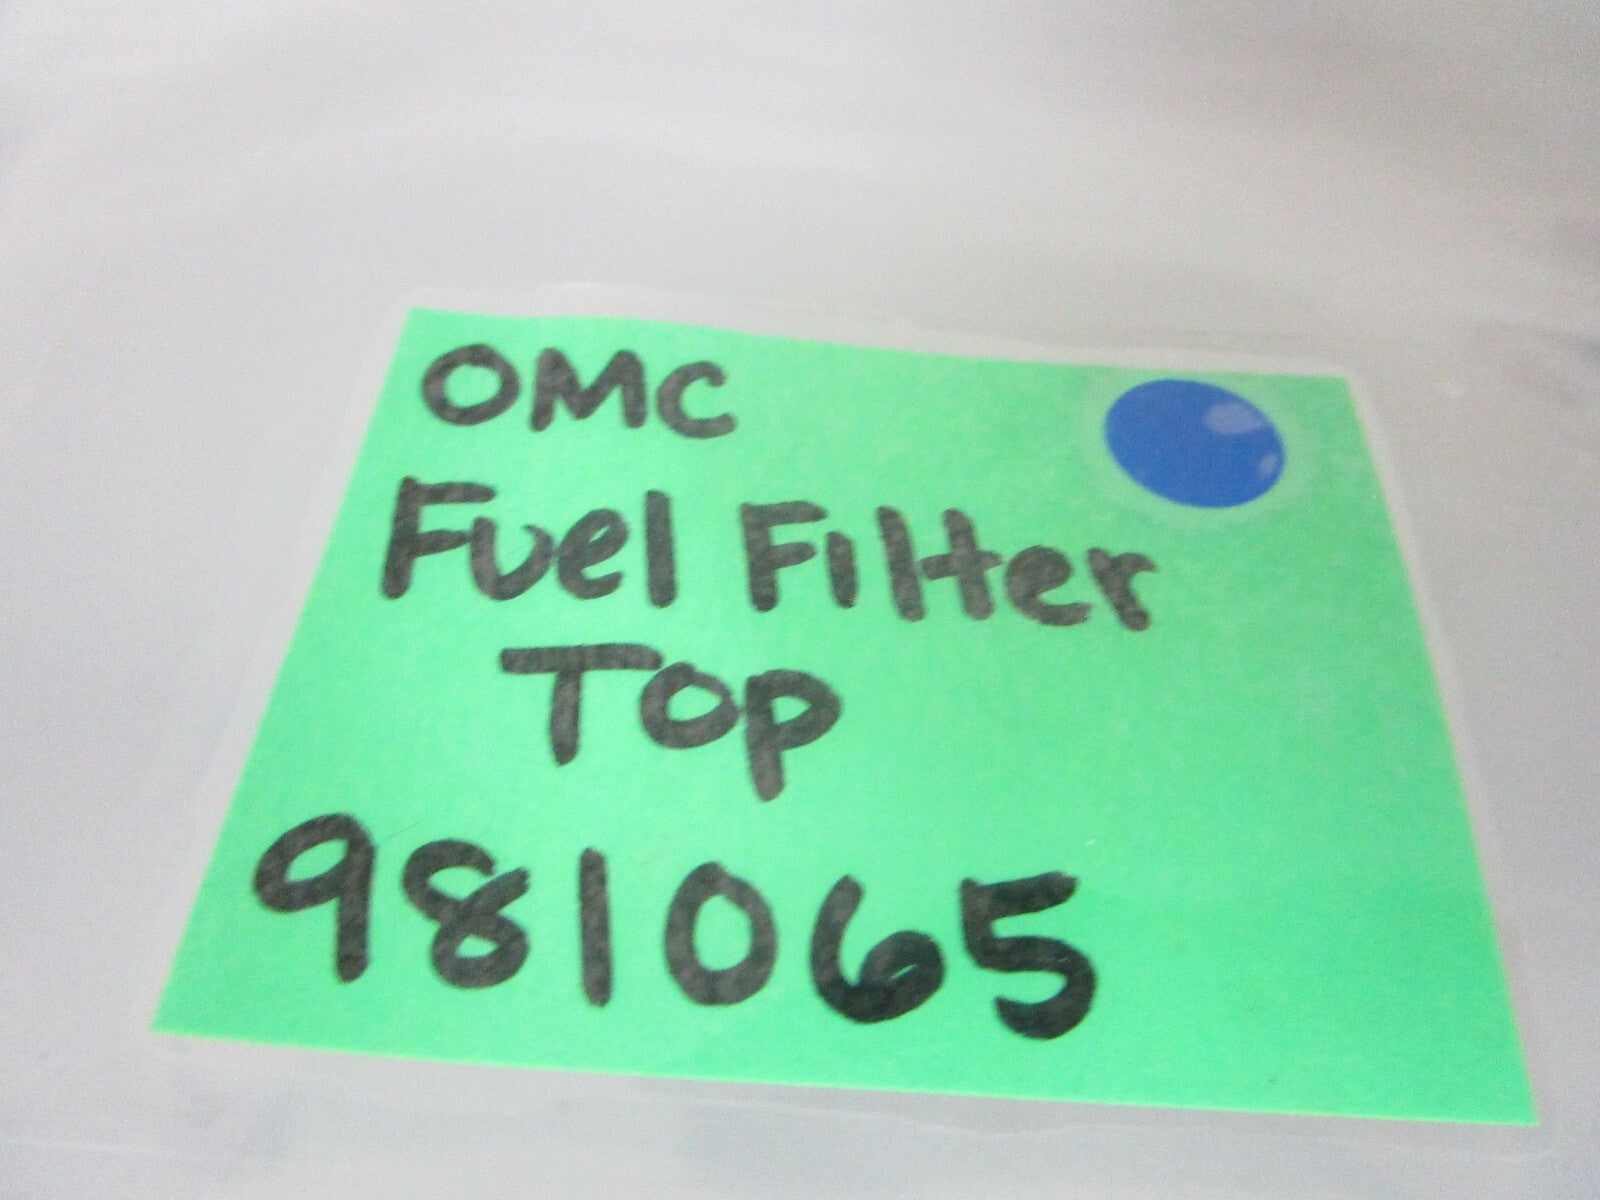 OMC
Fuel Filter
Top
981065